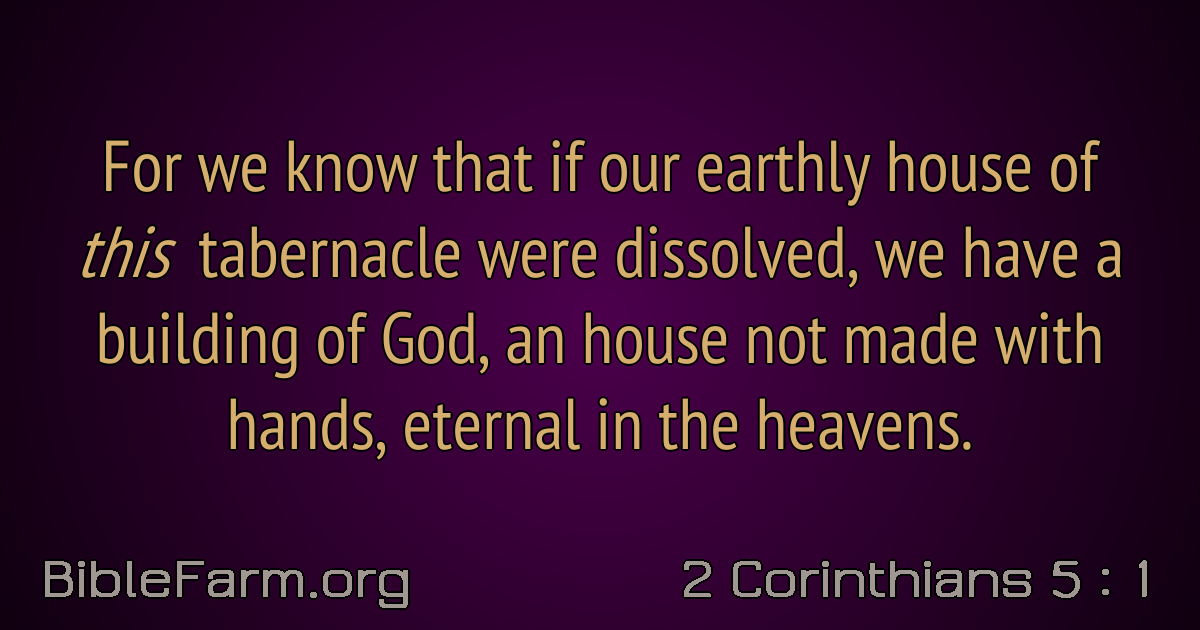 For we know that if our earthly house of
this tabernacle were dissolved, we have a
building of God, an house not made with
hands, eternal in the heavens.
BibleFarm.org
2 Corinthians 5 : 1